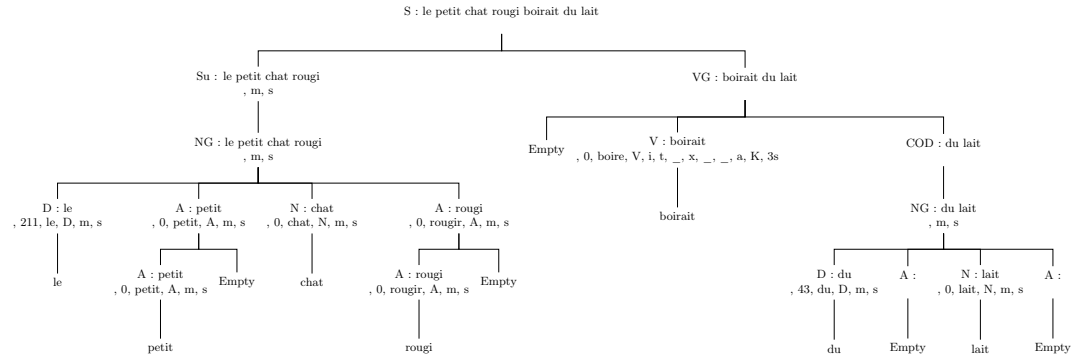 S : le petit chat rougi boirait du lait
Su : le petit chat rougi
, m, s
VG : boirait du lait
NG : le petit chat rougi
, m, s
Empty
V : boirait
, 0, boire, V, i, t, _, x, _, _, a, K, 3s
COD : du lait
D : le
, 211, le, D, m, s
A : petit
, 0, petit, A, m, s
N : chat
, 0, chat, N, m, s
A : rougi
, 0, rougir, A, m, s
boirait
NG : du lait
, m, s
le
A : petit
, 0, petit, A, m, s
Empty
chat
A : rougi
, 0, rougir, A, m, s
Empty
D : du
, 43, du, D, m, s
A :
N : lait
, 0, lait, N, m, s
A :
petit
rougi
du
Empty
lait
Empty